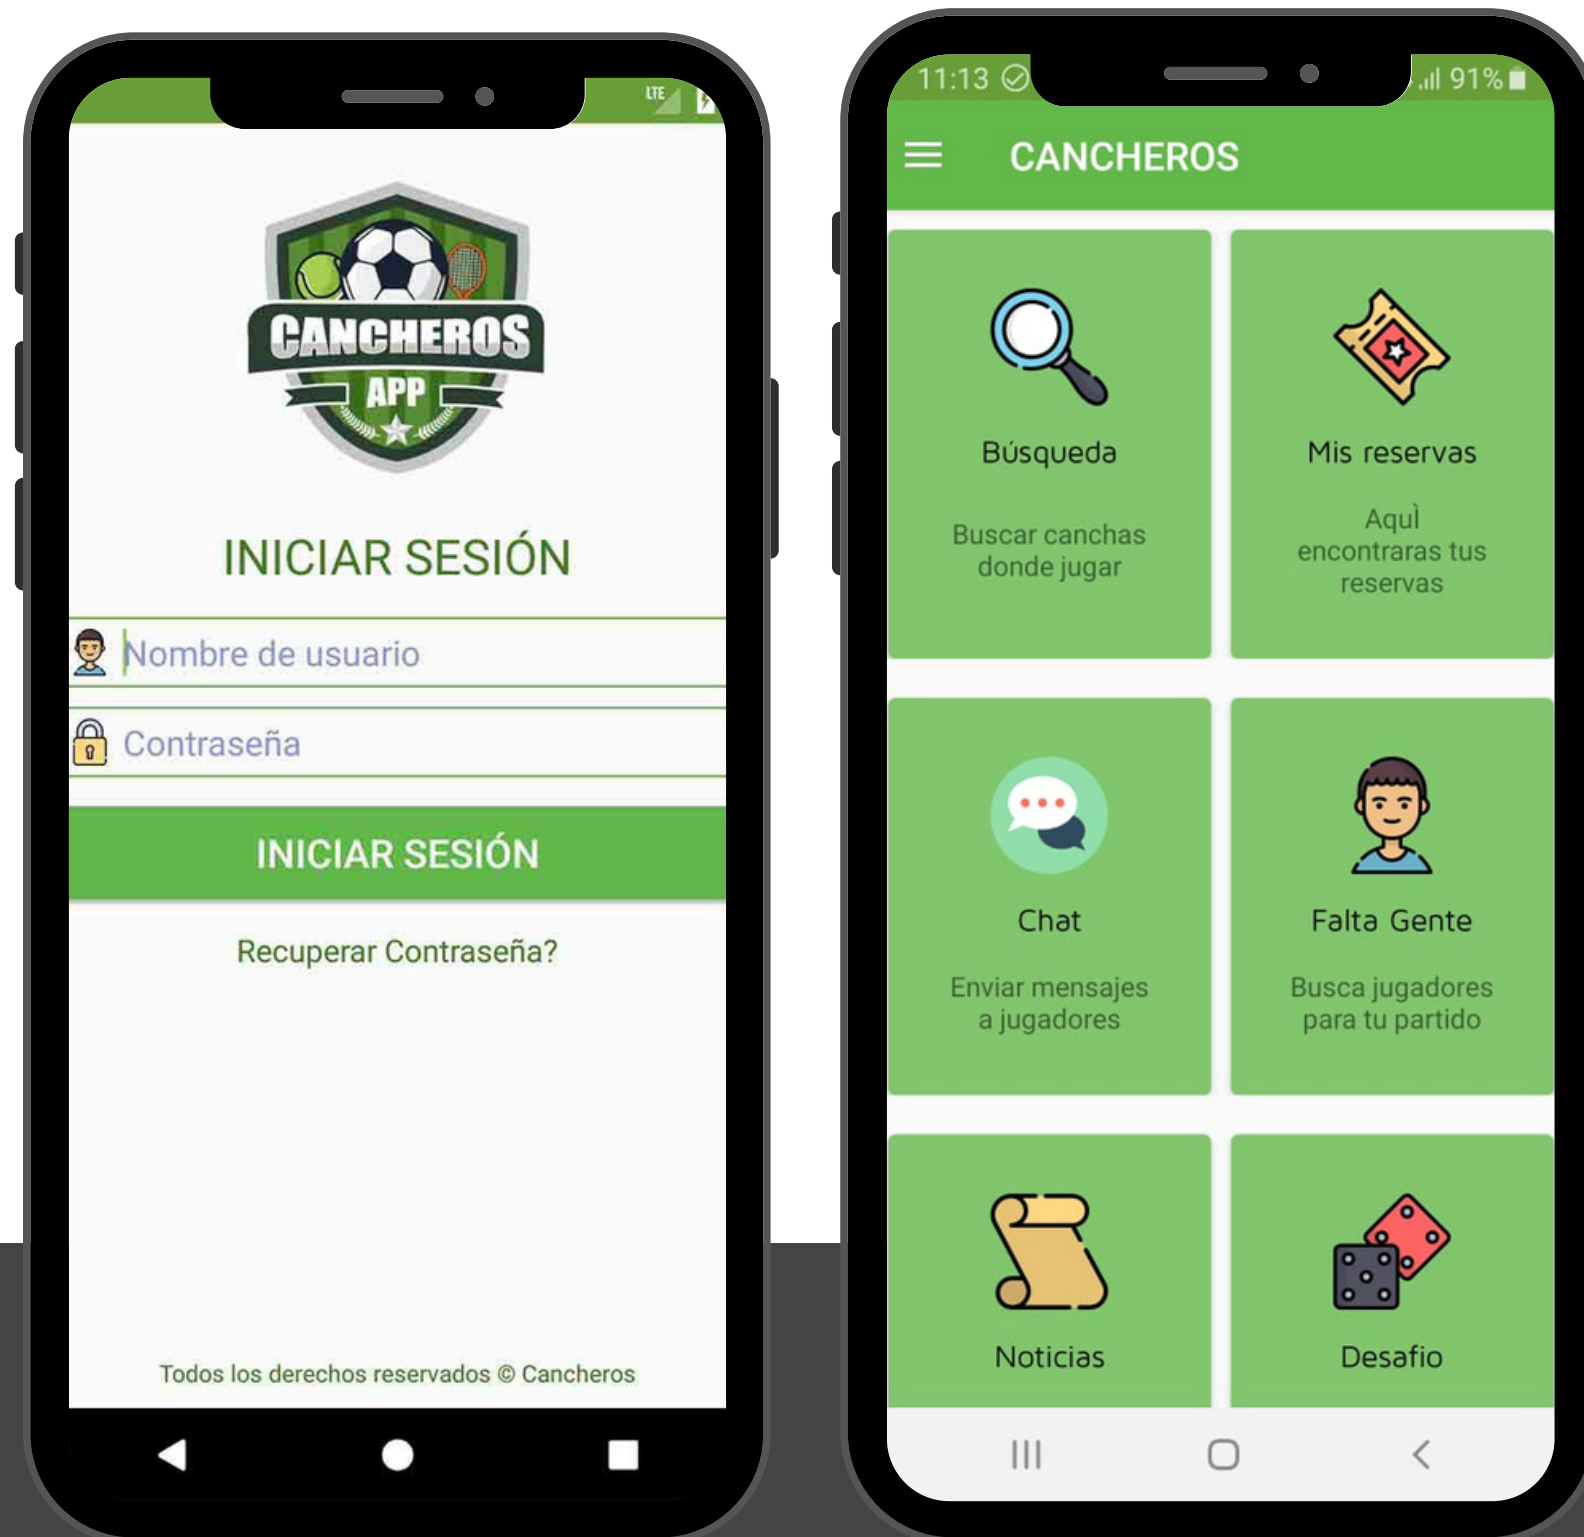 LTE
CANCHEROS
APP
INICIAR SESIÓN
Nombre de usuario
Contraseña
INICIAR SESIÓN
Recuperar Contraseña?
Todos los derechos reservados © Cancheros
11:13
91%
CANCHEROS
Búsqueda
Buscar canchas
donde jugar
Mis reservas
AquÌ
encontraras tus
reservas
Chat
Enviar mensajes
a jugadores
Falta Gente
Busca jugadores
para tu partido
Noticias
Desafio